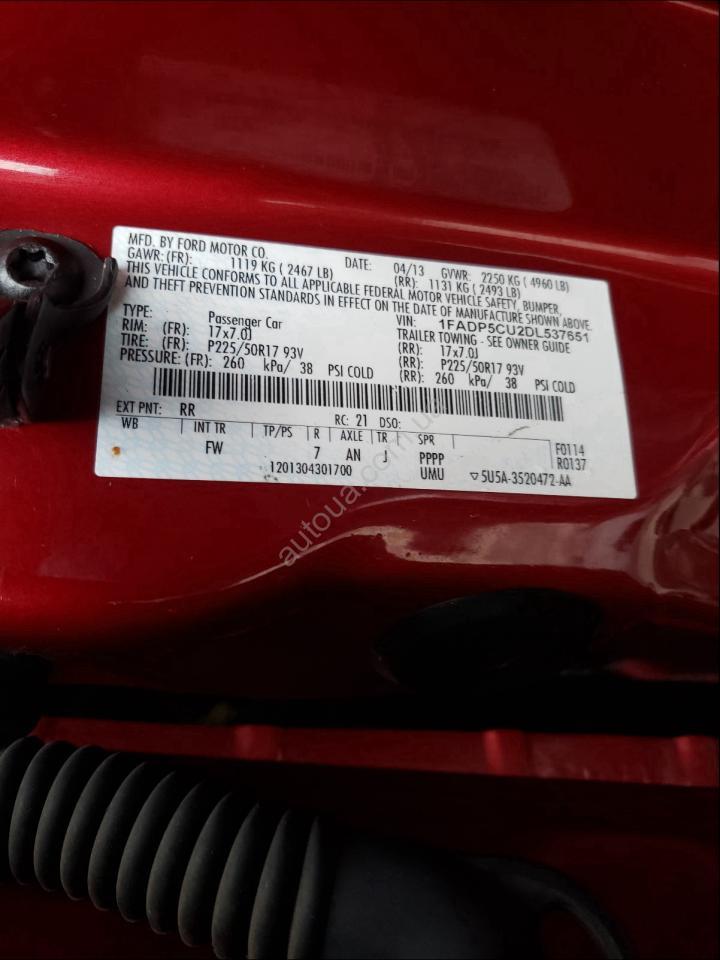 MFD. BY FORD MOTOR CO. DATE: 04/13 GVWR: 2250 KG ( 4960 LB)
GAWR: (FR): 1119 KG ( 2467 LB) (RR): 1131 KG ( 2493 LB)
THIS VEHICLE CONFORMS TO ALL APPLICABLE FEDERAL MOTOR VEHICLE SAFETY, BUMPER,
AND THEFT PREVENTION STANDARDS IN EFFECT ON THE DATE OF MANUFACTURE SHOWN ABOVE.
VIN: 1FADP5CU2DL537651
TYPE: Passenger Car TRAILER TOWING - SEE OWNER GUIDE
RIM: (FR): 17x7.0J (RR): 17x7.0J
TIRE: (FR): P225/50R17 93V (RR): P225/50R17 93V
PRESSURE: (FR): 260 kPa/ 38 PSI COLD (RR): 260 kPa/ 38 PSI COLD
EXT PNT: RR RC: 21 DSO:
WB INT TR TP/PS R AXLE TR SPR F0114
FW 7 AN J PPPP R0137
1201304301700 UMU ▽5U5A-3520472-AA
autoua.com.ua